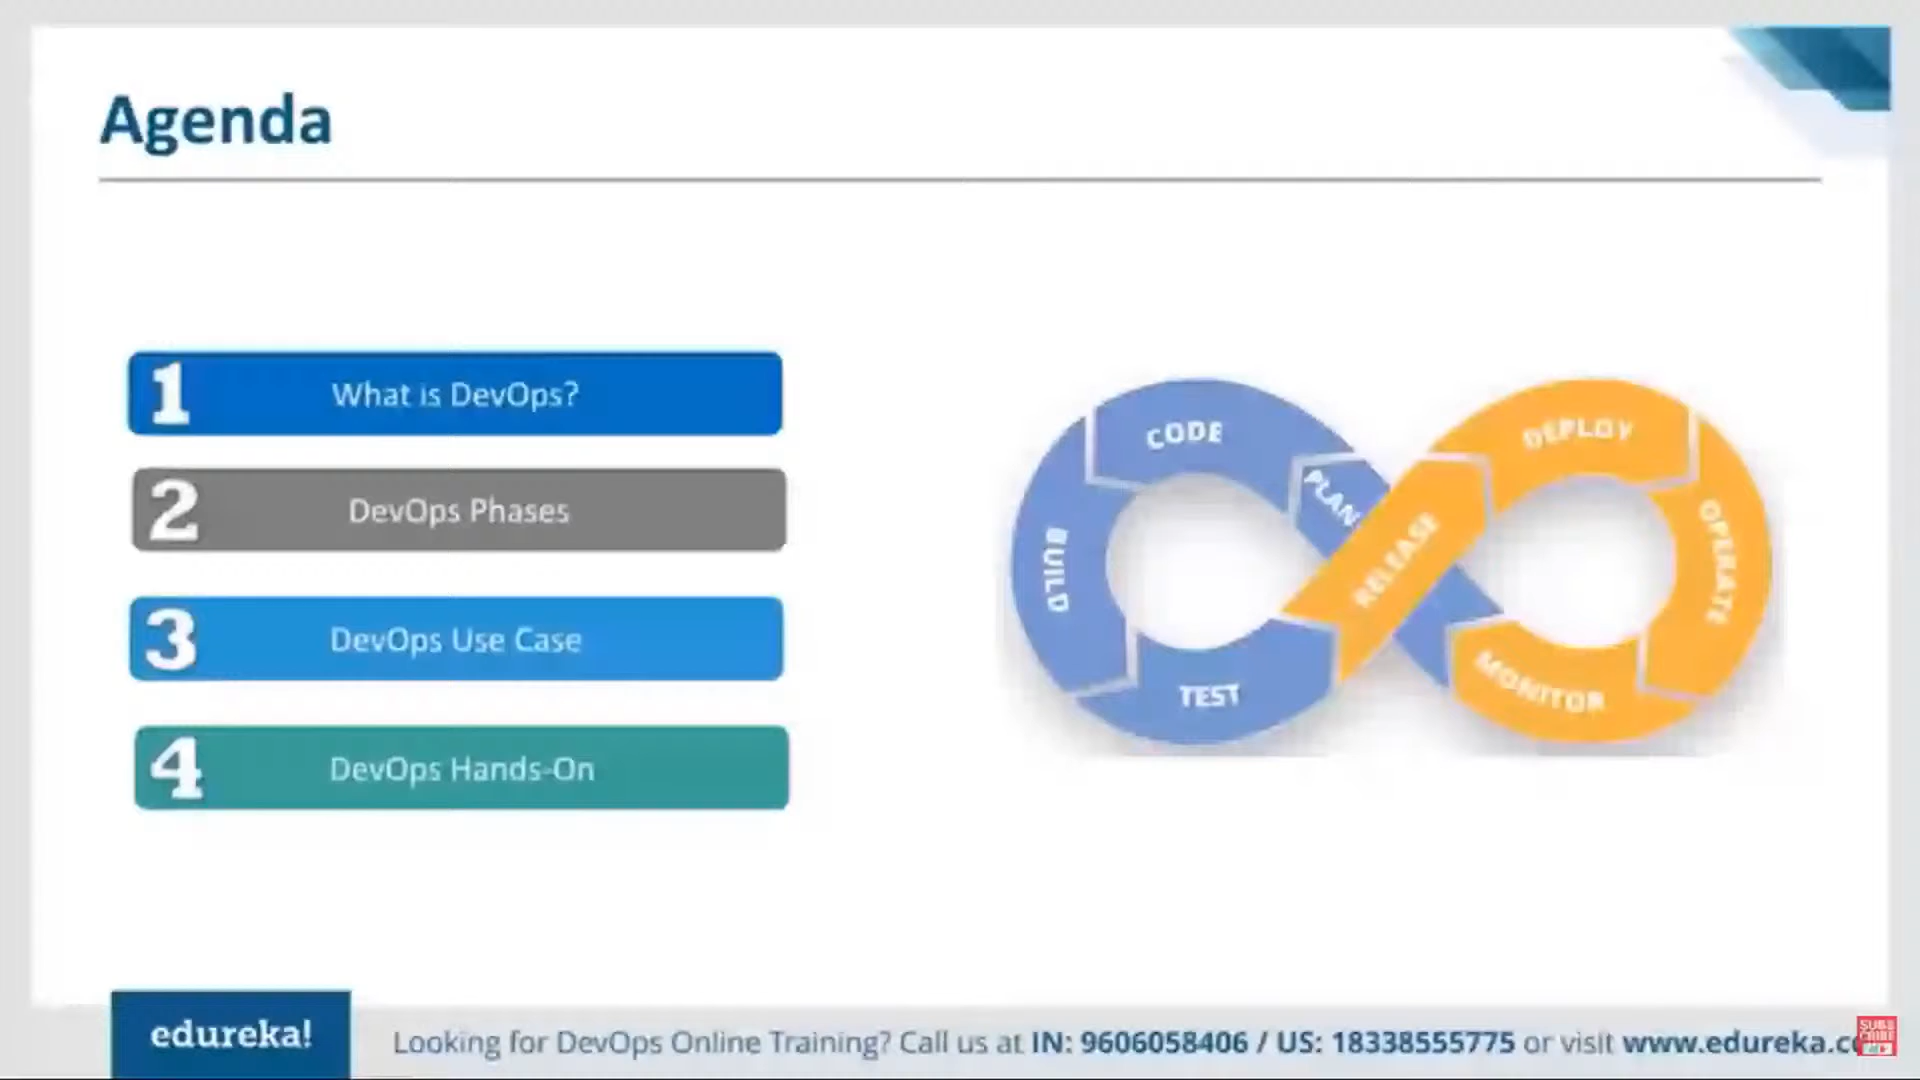 Agenda
1 What is DevOps?
2 DevOps Phases
3 DevOps Use Case
4 DevOps Hands-On
CODE
PLAN
BUILD
TEST
RELEASE
DEPLOY
OPERATE
MONITOR
edureka!
Looking for DevOps Online Training? Call us at IN: 9606058406 / US: 18338555775 or visit www.edureka.c
SUBS
CRIBE